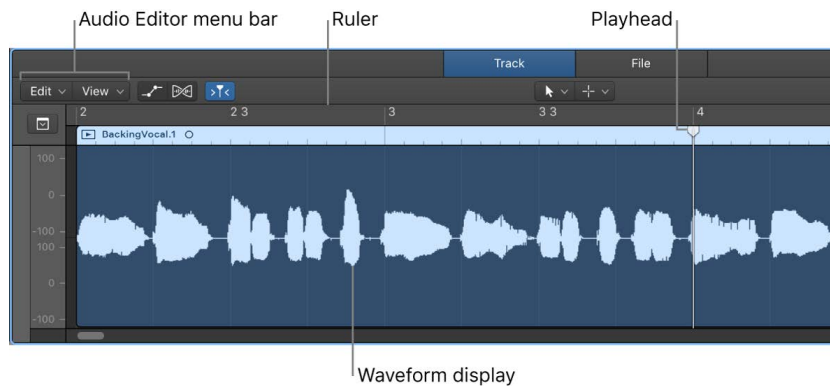 Audio Editor menu bar
Ruler
Playhead
Track
File
Edit
View
2
2 3
3
3 3
4
BackingVocal.1
100
0
-100
100
0
-100
Waveform display